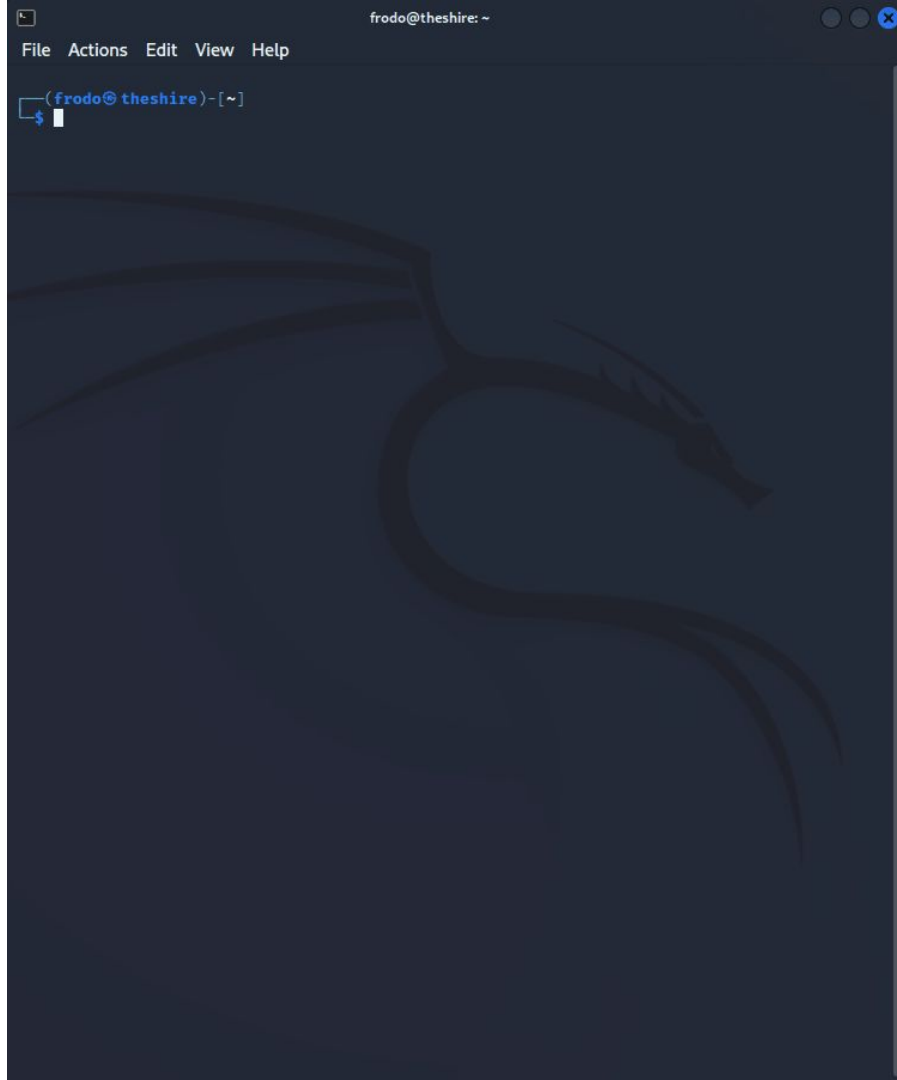 frodo@theshire: ~
File Actions Edit View Help
┌──(frodo㉿theshire)-[~]
└─$